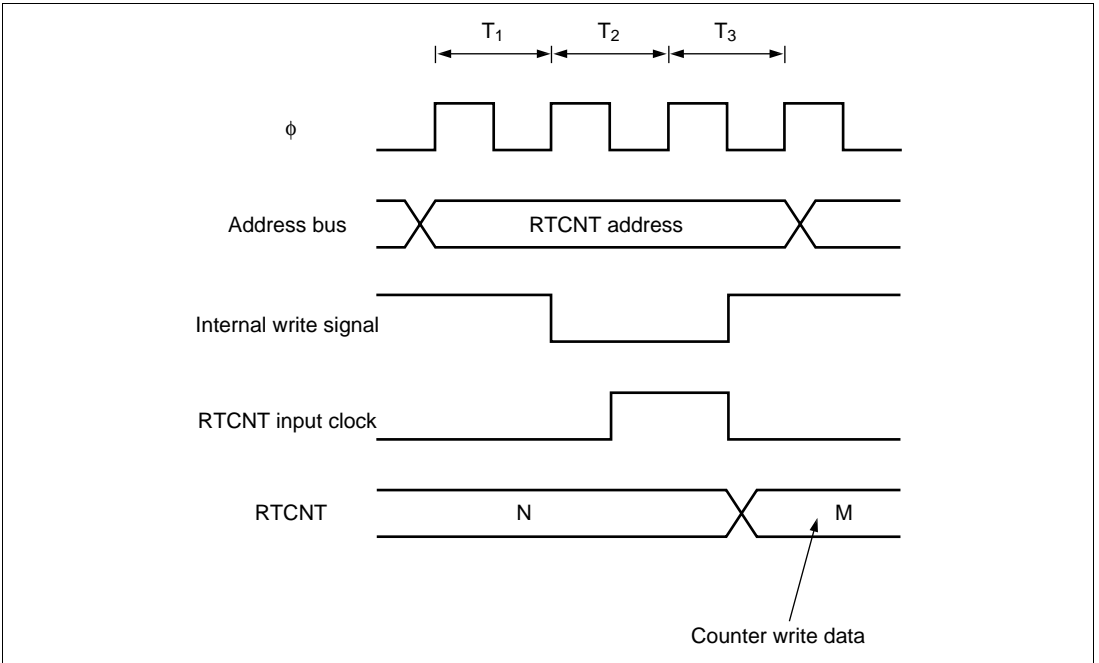 T₁ T₂ T₃
φ
Address bus RTCNT address
Internal write signal
RTCNT input clock
RTCNT N M
Counter write data